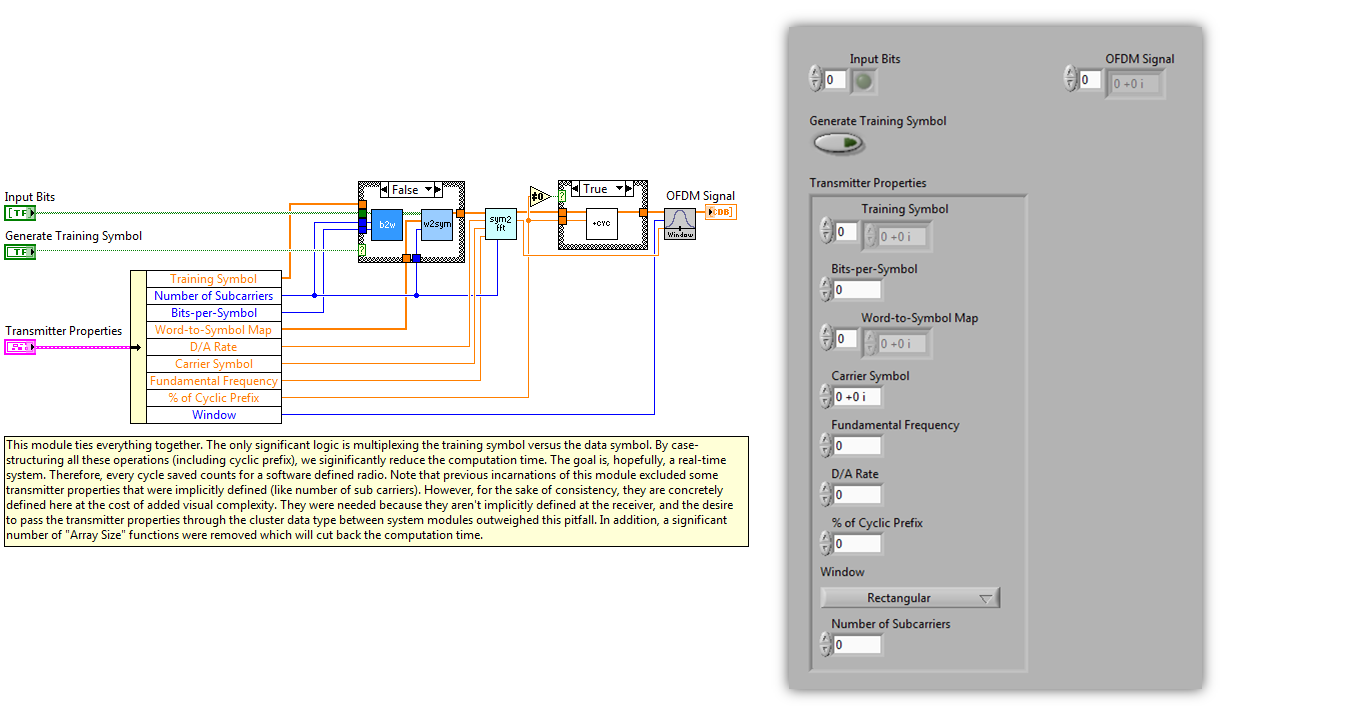 Input Bits
TF
Generate Training Symbol
TF
Transmitter Properties
Training Symbol
Number of Subcarriers
Bits-per-Symbol
Word-to-Symbol Map
D/A Rate
Carrier Symbol
Fundamental Frequency
% of Cyclic Prefix
Window
False
?
b2w
w2sym
sym2
fft
≠0
True
?
+cyc
Window
OFDM Signal
CDB
This module ties everything together. The only significant logic is multiplexing the training symbol versus the data symbol. By case-
structuring all these operations (including cyclic prefix), we siginificantly reduce the computation time. The goal is, hopefully, a real-time
system. Therefore, every cycle saved counts for a software defined radio. Note that previous incarnations of this module excluded some
transmitter properties that were implicitly defined (like number of sub carriers). However, for the sake of consistency, they are concretely
defined here at the cost of added visual complexity. They were needed because they aren't implicitly defined at the receiver, and the desire
to pass the transmitter properties through the cluster data type between system modules outweighed this pitfall. In addition, a significant
number of "Array Size" functions were removed which will cut back the computation time.
Input Bits
0
OFDM Signal
0
0 +0 i
Generate Training Symbol
Transmitter Properties
Training Symbol
0
0 +0 i
Bits-per-Symbol
0
Word-to-Symbol Map
0
0 +0 i
Carrier Symbol
0 +0 i
Fundamental Frequency
0
D/A Rate
0
% of Cyclic Prefix
0
Window
Rectangular
Number of Subcarriers
0